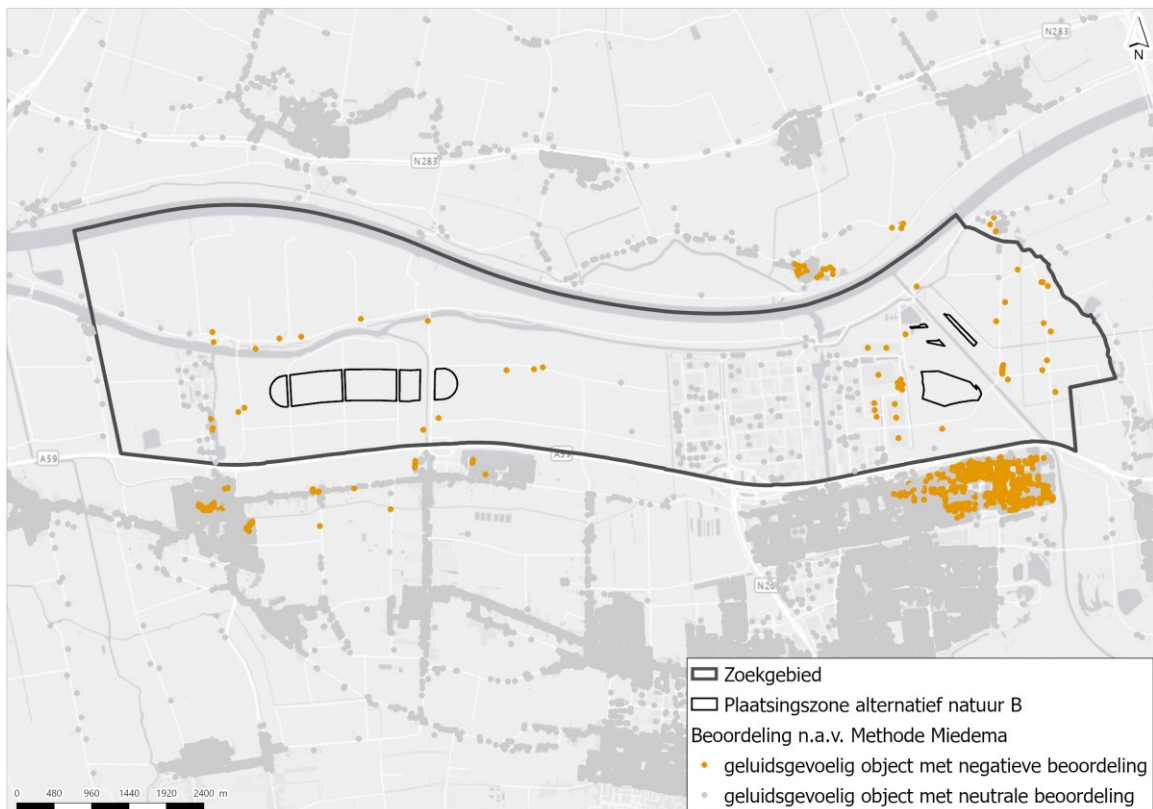 N283
N
N283
A59
A59
N26
Zoekgebied
Plaatsingszone alternatief natuur B
Beoordeling n.a.v. Methode Miedema
geluidsgevoelig object met negatieve beoordeling
geluidsgevoelig object met neutrale beoordeling
0 480 960 1440 1920 2400 m